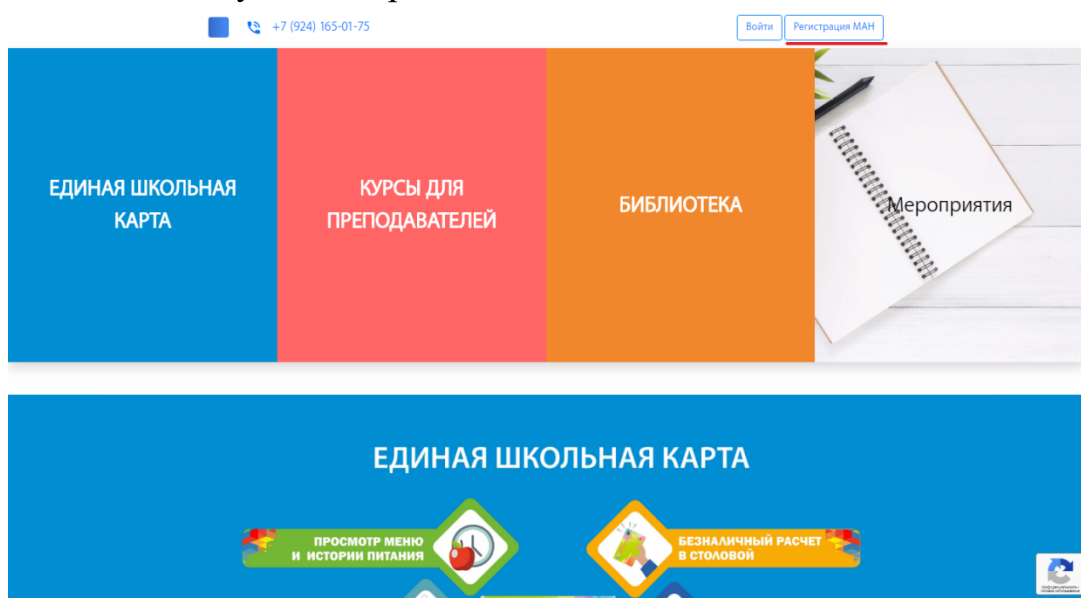 +7 (924) 165-01-75
Войти
Регистрация МАН
ЕДИНАЯ ШКОЛЬНАЯ
КАРТА
КУРСЫ ДЛЯ
ПРЕПОДАВАТЕЛЕЙ
БИБЛИОТЕКА
Мероприятия
ЕДИНАЯ ШКОЛЬНАЯ КАРТА
ПРОСМОТР МЕНЮ
И ИСТОРИИ ПИТАНИЯ
БЕЗНАЛИЧНЫЙ РАСЧЕТ
В СТОЛОВОЙ